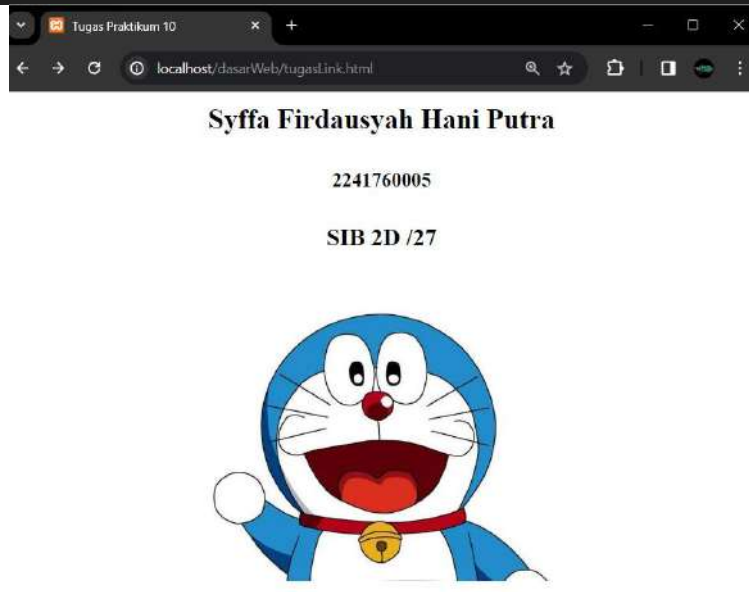 Tugas Praktikum 10
localhost/dasarWeb/tugasLink.html
Syffa Firdausyah Hani Putra
2241760005
SIB 2D /27